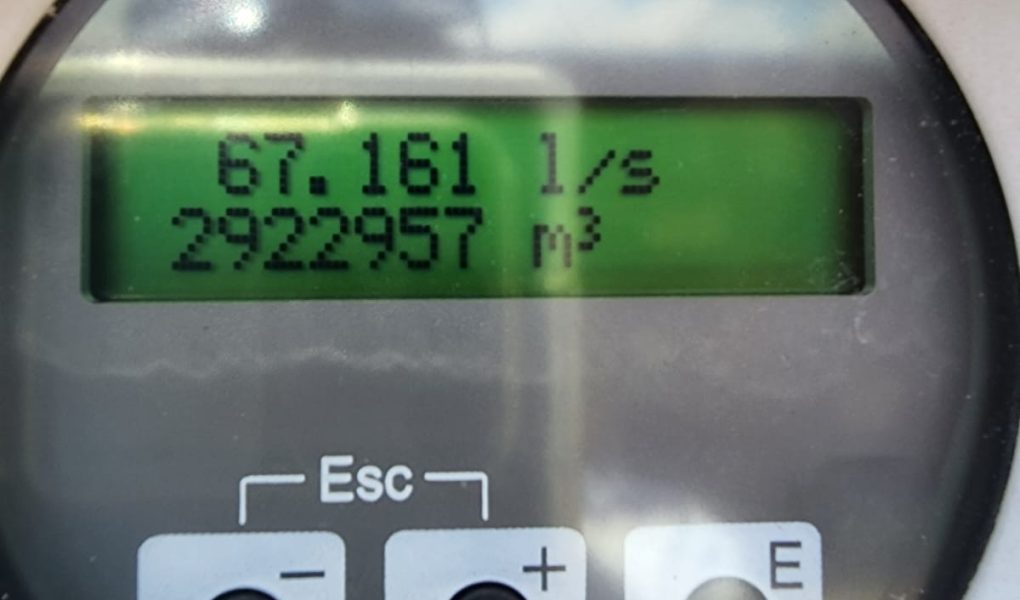 67.161 l/s
2922957 m³
Esc
- + E